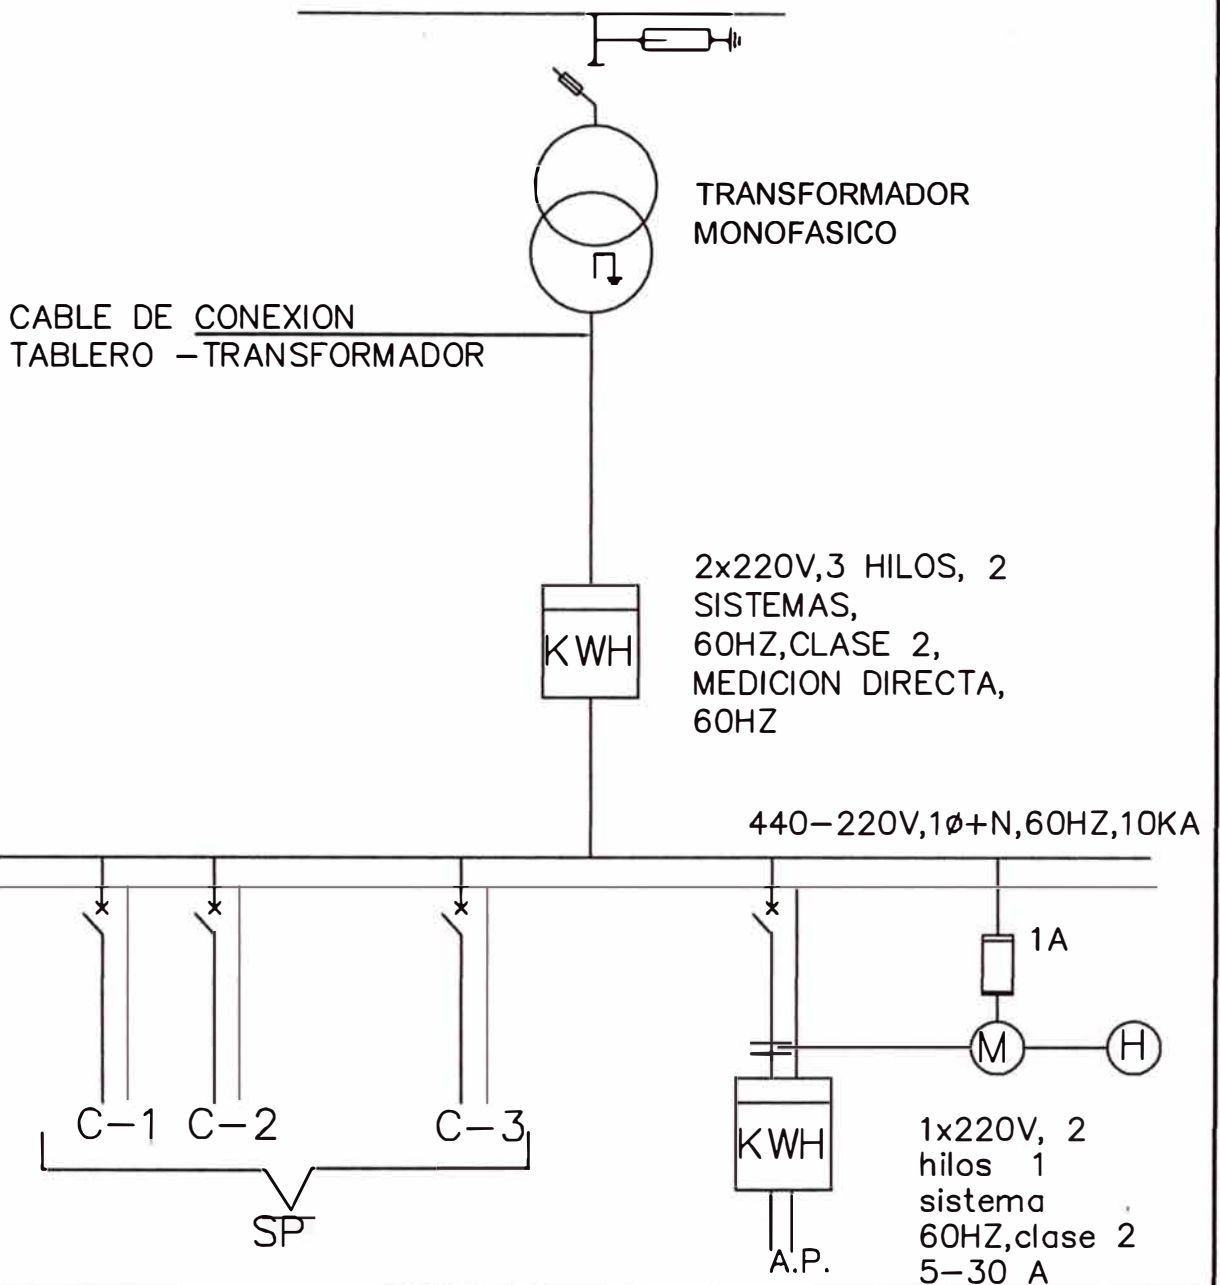 TRANSFORMADOR
MONOFASICO
CABLE DE CONEXION
TABLERO -TRANSFORMADOR
2x220V,3 HILOS, 2
SISTEMAS,
60HZ,CLASE 2,
MEDICION DIRECTA,
60HZ
KWH
440-220V,1ø+N,60HZ,10KA
1A
M
H
C-1
C-2
C-3
KWH
1x220V, 2
hilos 1
sistema
60HZ,clase 2
5-30 A
SP
A.P.